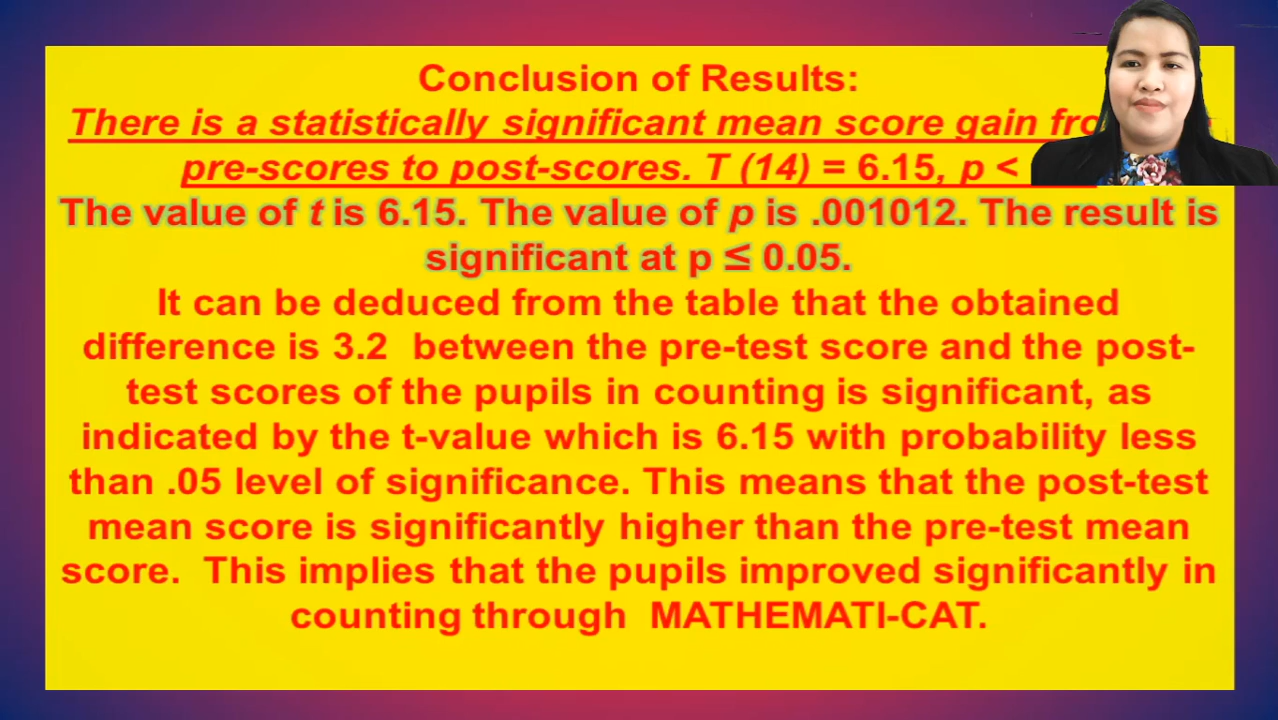 Conclusion of Results:
There is a statistically significant mean score gain
pre-scores to post-scores. T (14) = 6.15, p <
The value of t is 6.15. The value of p is .001012. The result is
significant at p ≤ 0.05.
It can be deduced from the table that the obtained
difference is 3.2 between the pre-test score and the post-
test scores of the pupils in counting is significant, as
indicated by the t-value which is 6.15 with probability less
than .05 level of significance. This means that the post-test
mean score is significantly higher than the pre-test mean
score. This implies that the pupils improved significantly in
counting through MATHEMATI-CAT.